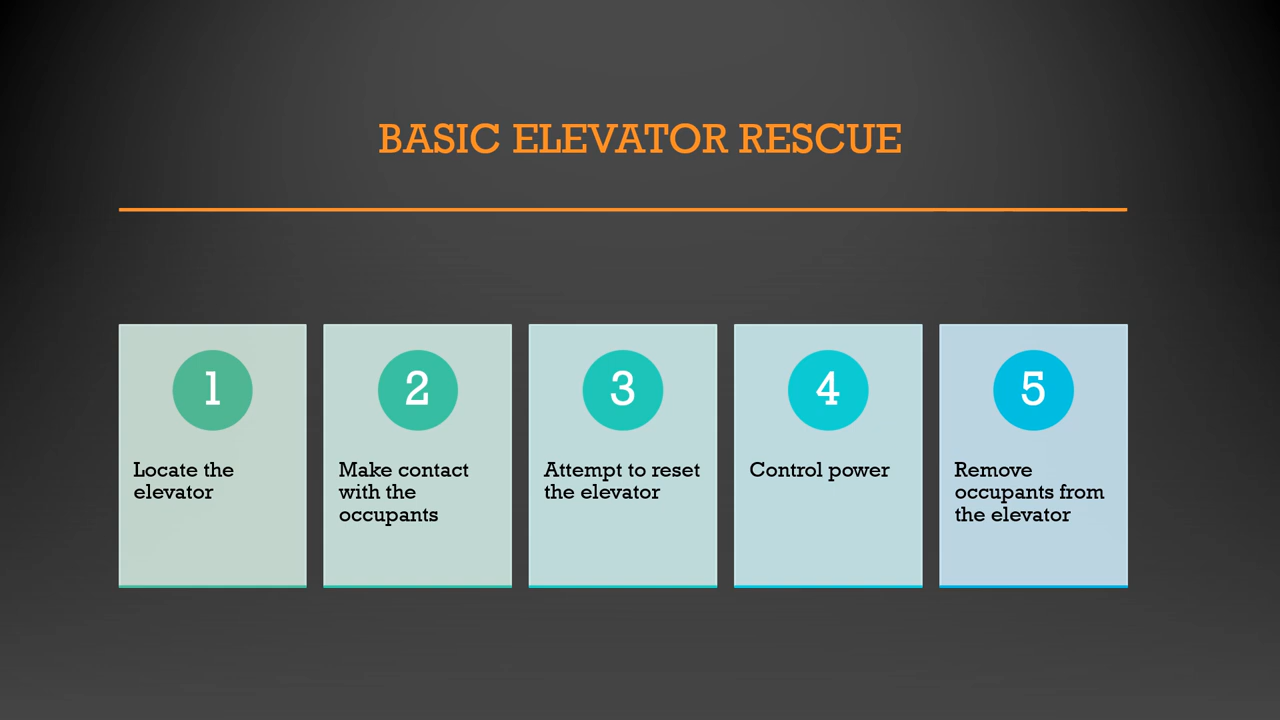 BASIC ELEVATOR RESCUE
1
Locate the
elevator
2
Make contact
with the
occupants
3
Attempt to reset
the elevator
4
Control power
5
Remove
occupants from
the elevator